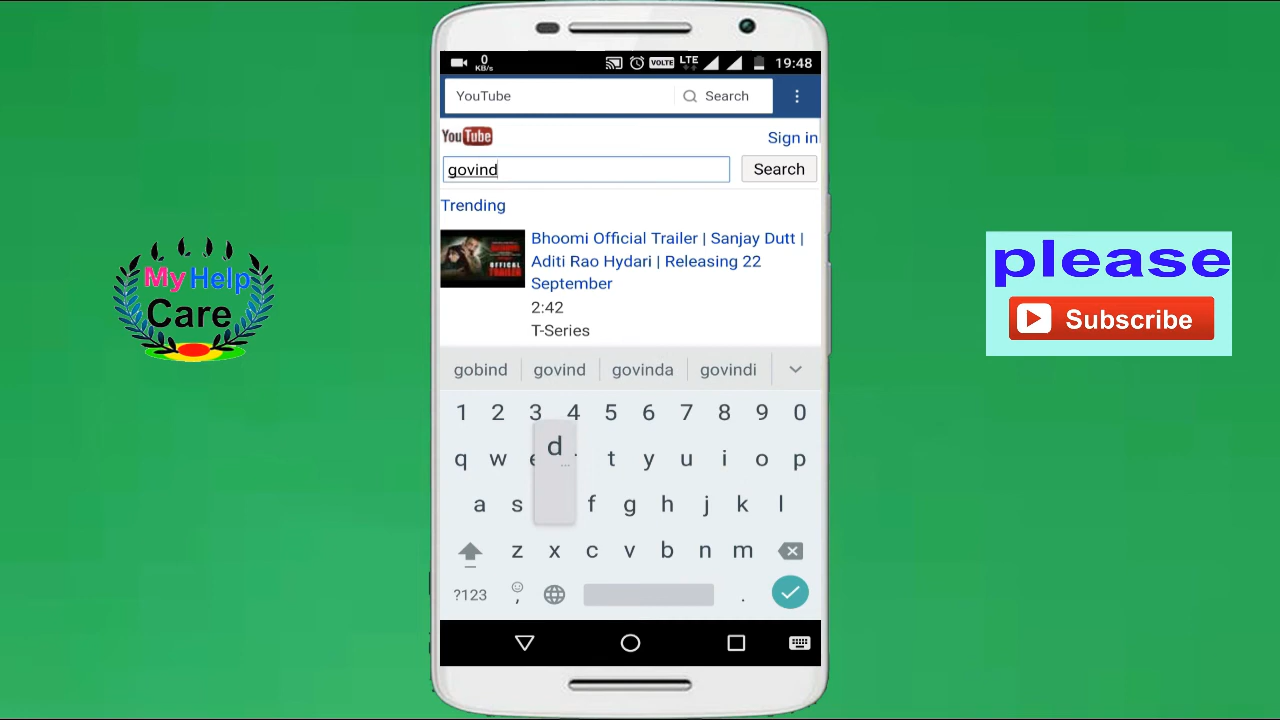 0
KB/s
VOLTE
LTE
19:48
YouTube
Search
YouTube
Sign in
govind
Search
Trending
Bhoomi Official Trailer | Sanjay Dutt |
Aditi Rao Hydari | Releasing 22
September
2:42
T-Series
My Help
Care
please
Subscribe
gobind
govind
govinda
govindi
1 2 3 4 5 6 7 8 9 0
d
q w e t y u i o p
a s f g h j k l
z x c v b n m
?123 , .